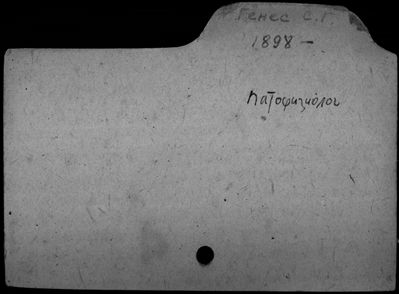 Генес С.Г.
1898 —
патофизиолог